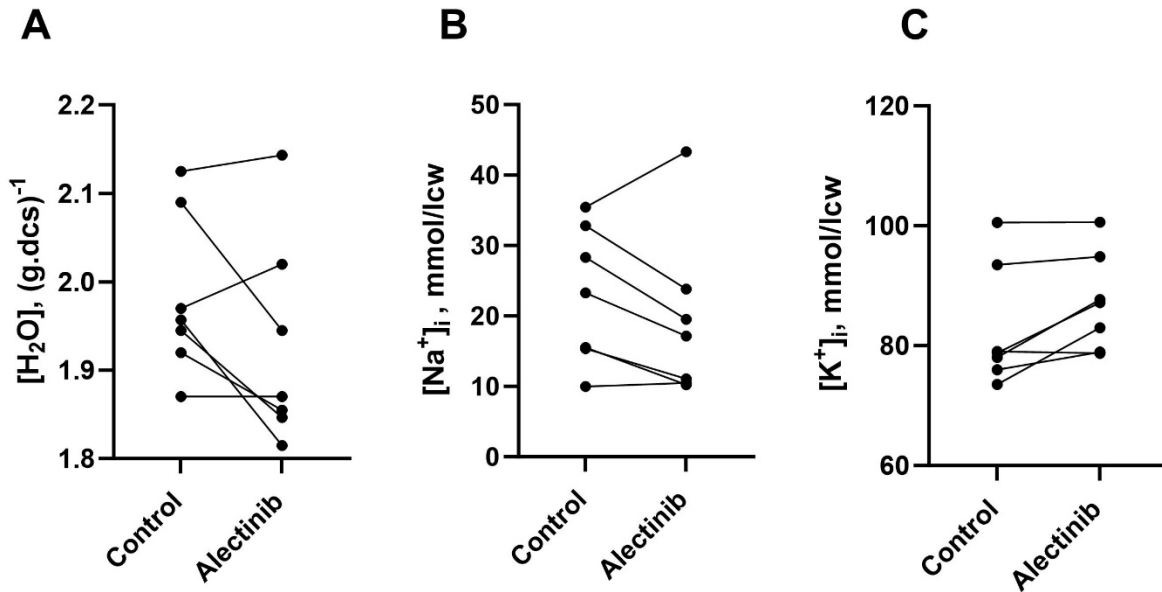 A
[H₂O], (g.dcs)⁻¹
2.2
2.1
2.0
1.9
1.8
Control
Alectinib
B
[Na⁺]ᵢ, mmol/lcw
50
40
30
20
10
0
Control
Alectinib
C
[K⁺]ᵢ, mmol/lcw
120
100
80
60
Control
Alectinib